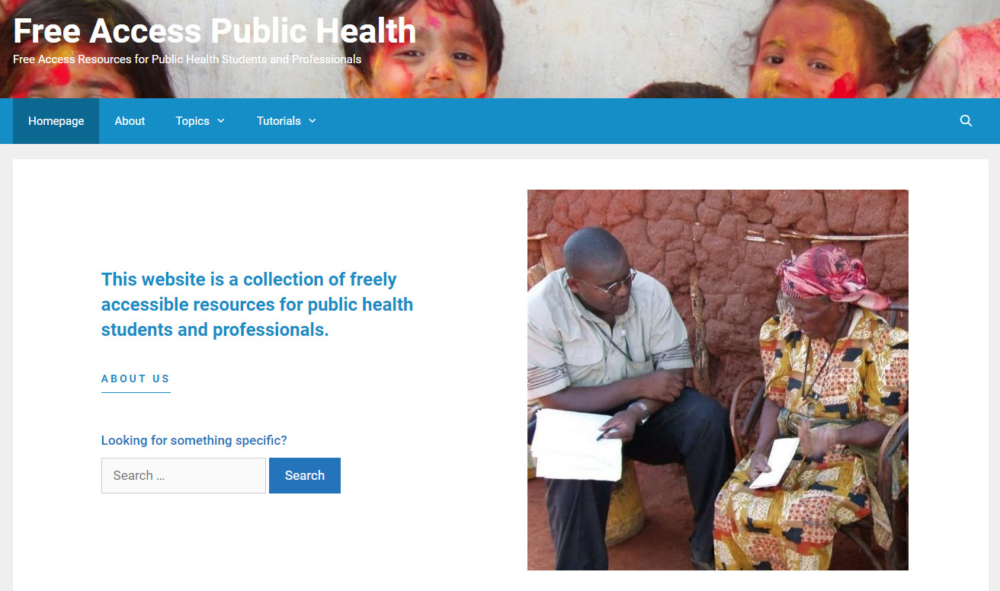 Free Access Public Health
Free Access Resources for Public Health Students and Professionals
Homepage
About
Topics
Tutorials
This website is a collection of freely
accessible resources for public health
students and professionals.
ABOUT US
Looking for something specific?
Search …
Search